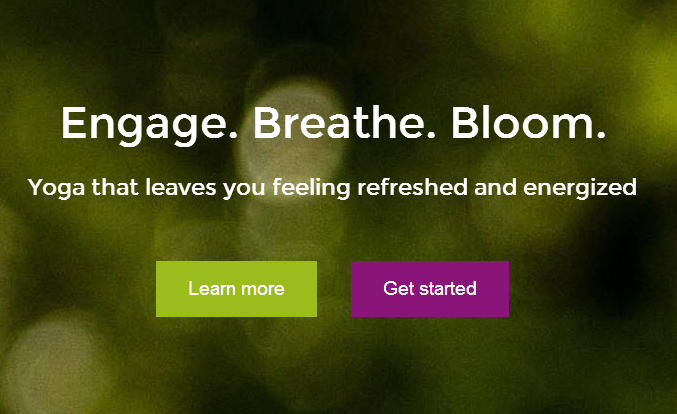 Engage. Breathe. Bloom.
Yoga that leaves you feeling refreshed and energized
Learn more
Get started